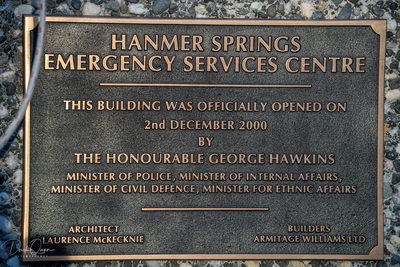 HANMER SPRINGS
EMERGENCY SERVICES CENTRE
THIS BUILDING WAS OFFICIALLY OPENED ON
2nd DECEMBER 2000
BY
THE HONOURABLE GEORGE HAWKINS
MINISTER OF POLICE, MINISTER OF INTERNAL AFFAIRS,
MINISTER OF CIVIL DEFENCE, MINISTER FOR ETHNIC AFFAIRS
ARCHITECT
LAURENCE McKECKNIE
BUILDERS
ARMITAGE WILLIAMS LTD